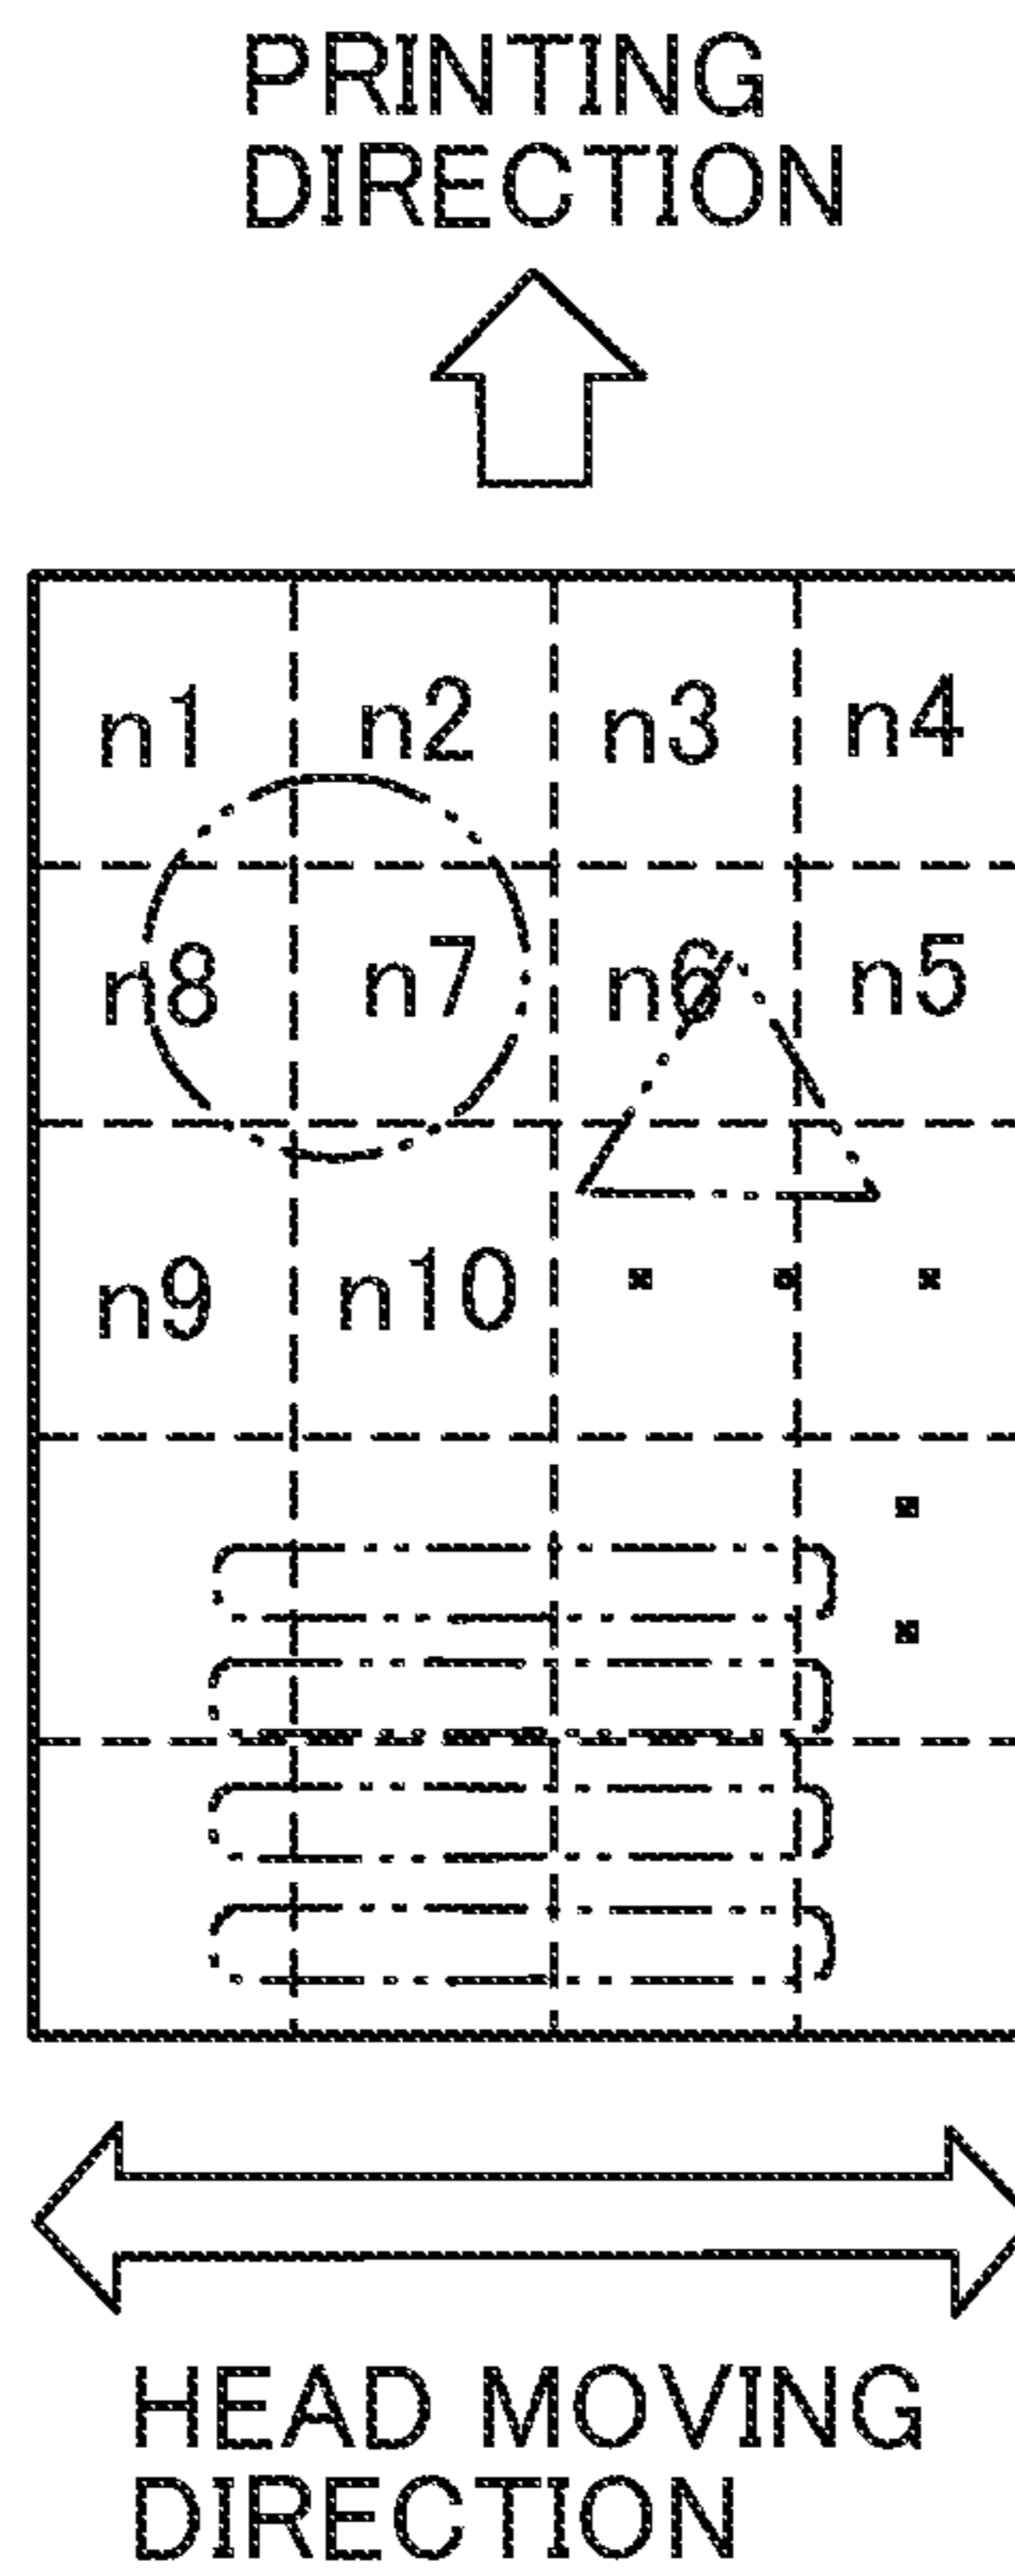 PRINTING
DIRECTION
n1 n2 n3 n4
n8 n7 n6 n5
n9 n10
HEAD MOVING
DIRECTION